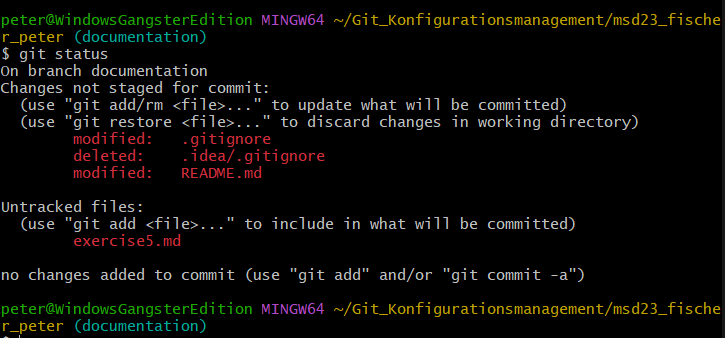 peter@WindowsGangsterEdition MINGW64 ~/Git_Konfigurationsmanagement/msd23_fische
r_peter (documentation)
$ git status
On branch documentation
Changes not staged for commit:
  (use "git add/rm <file>..." to update what will be committed)
  (use "git restore <file>..." to discard changes in working directory)
        modified:   .gitignore
        deleted:    .idea/.gitignore
        modified:   README.md

Untracked files:
  (use "git add <file>..." to include in what will be committed)
        exercise5.md

no changes added to commit (use "git add" and/or "git commit -a")

peter@WindowsGangsterEdition MINGW64 ~/Git_Konfigurationsmanagement/msd23_fische
r_peter (documentation)